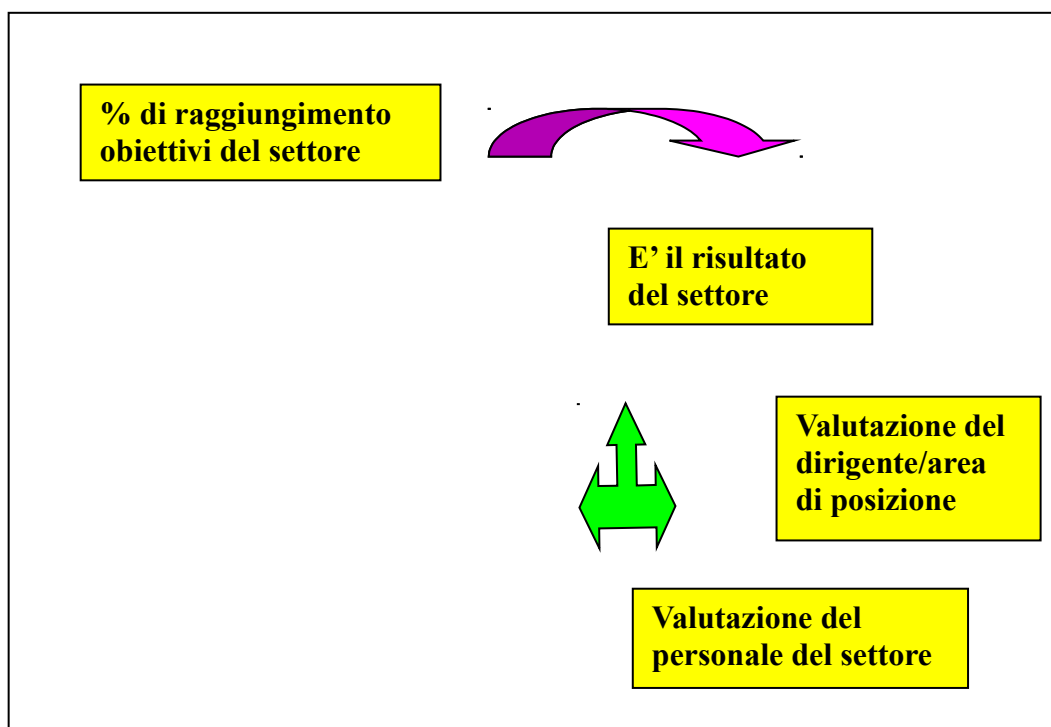 % di raggiungimento
obiettivi del settore
E’ il risultato
del settore
Valutazione del
dirigente/area
di posizione
Valutazione del
personale del settore